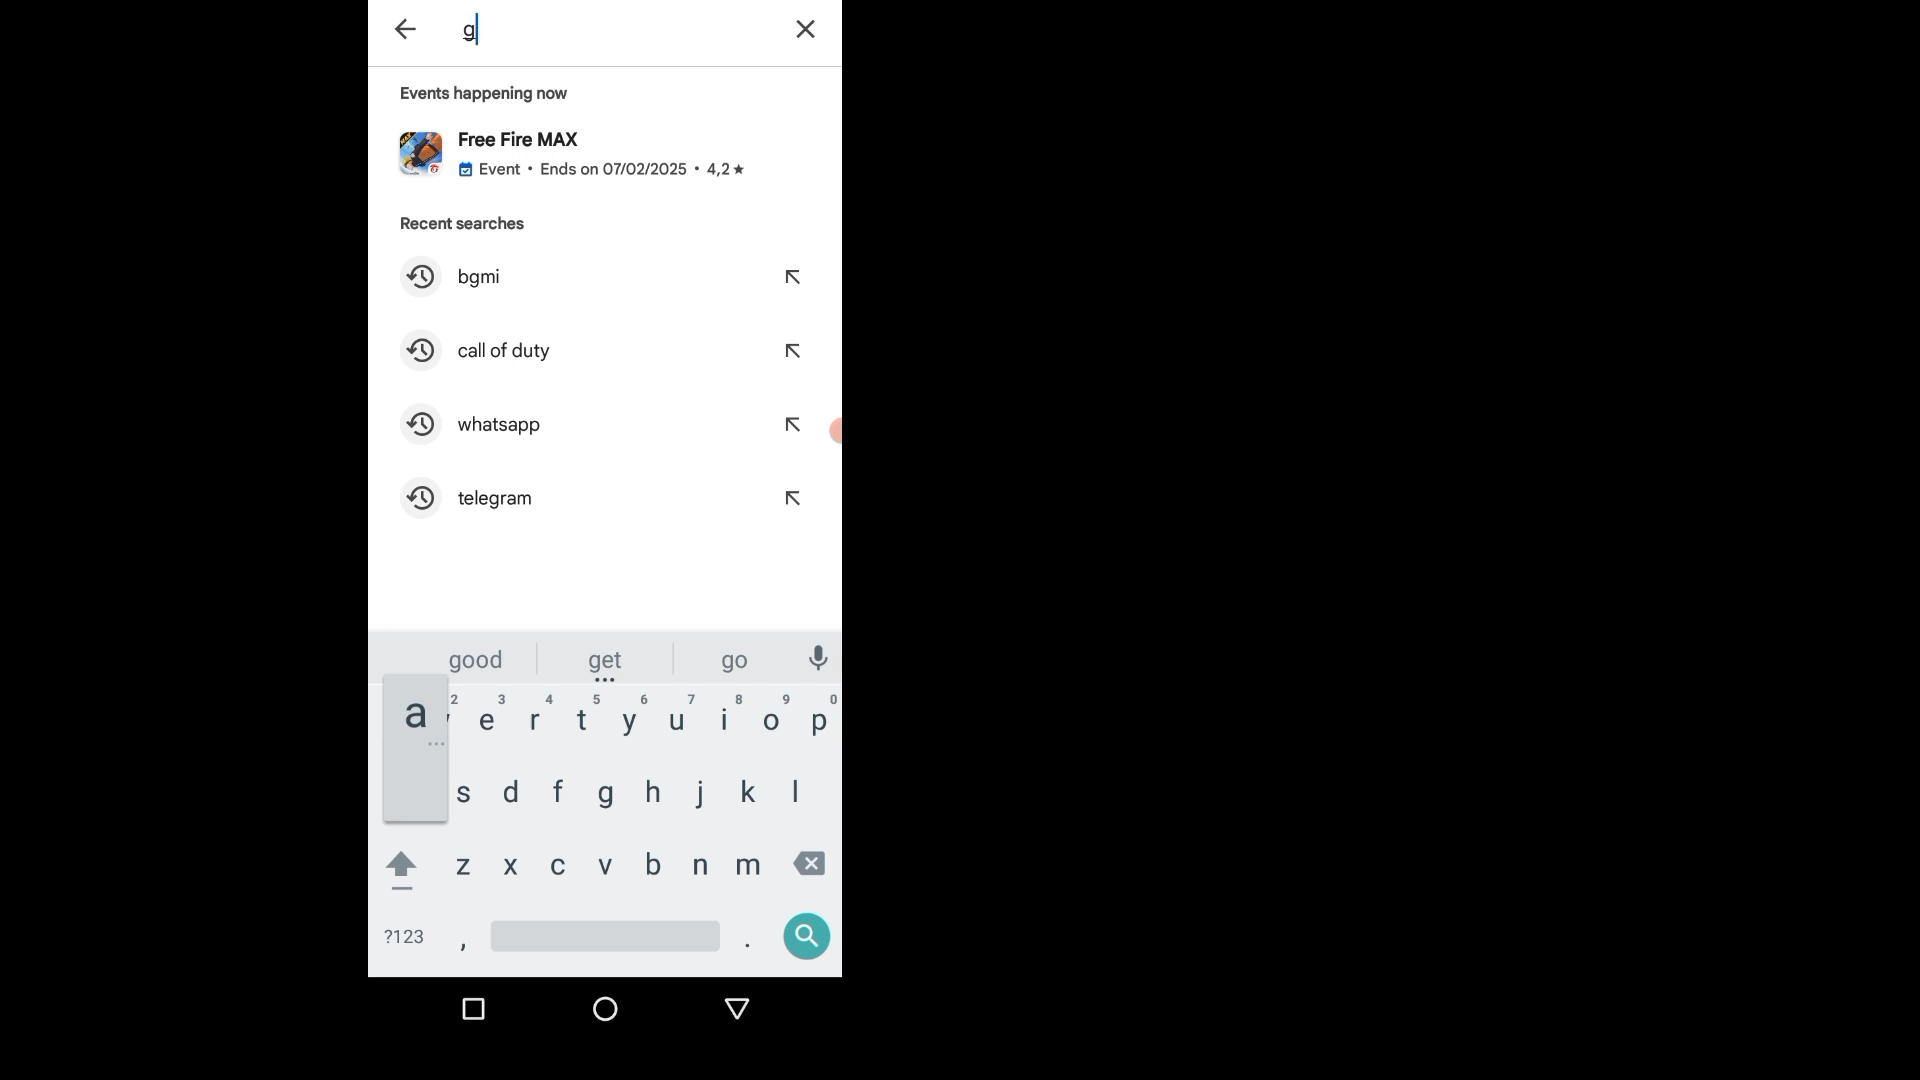 g
Events happening now
Free Fire MAX
Event • Ends on 07/02/2025 • 4,2 ★
Recent searches
bgmi
call of duty
whatsapp
telegram
good get go
a
2 3 4 5 6 7 8 9 0
e r t y u i o p
s d f g h j k l
z x c v b n m
?123 , .